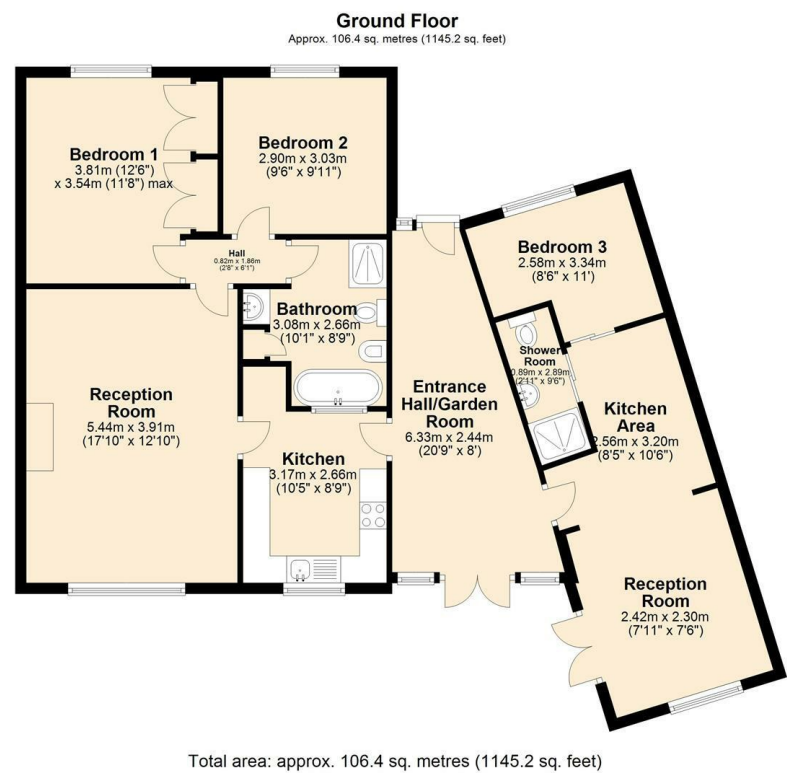 Ground Floor
Approx. 106.4 sq. metres (1145.2 sq. feet)
Bedroom 1
3.81m (12'6")
x 3.54m (11'8") max
Bedroom 2
2.90m x 3.03m
(9'6" x 9'11")
Hall
0.82m x 1.86m
(2'8" x 6'1")
Bathroom
3.08m x 2.66m
(10'1" x 8'9")
Bedroom 3
2.58m x 3.34m
(8'6" x 11')
Shower
Room
0.89m x 2.89m
(2'11" x 9'6")
Reception
Room
5.44m x 3.91m
(17'10" x 12'10")
Entrance
Hall/Garden
Room
6.33m x 2.44m
(20'9" x 8')
Kitchen
Area
2.56m x 3.20m
(8'5" x 10'6")
Kitchen
3.17m x 2.66m
(10'5" x 8'9")
Reception
Room
2.42m x 2.30m
(7'11" x 7'6")
Total area: approx. 106.4 sq. metres (1145.2 sq. feet)